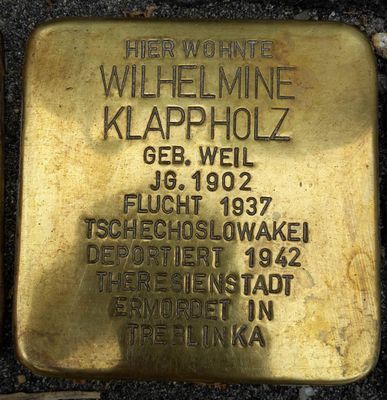 HIER WOHNTE
WILHELMINE
KLAPPHOLZ
GEB. WEIL
JG. 1902
FLUCHT 1937
TSCHECHOSLOWAKEI
DEPORTIERT 1942
THERESIENSTADT
ERMORDET IN
TREBLINKA